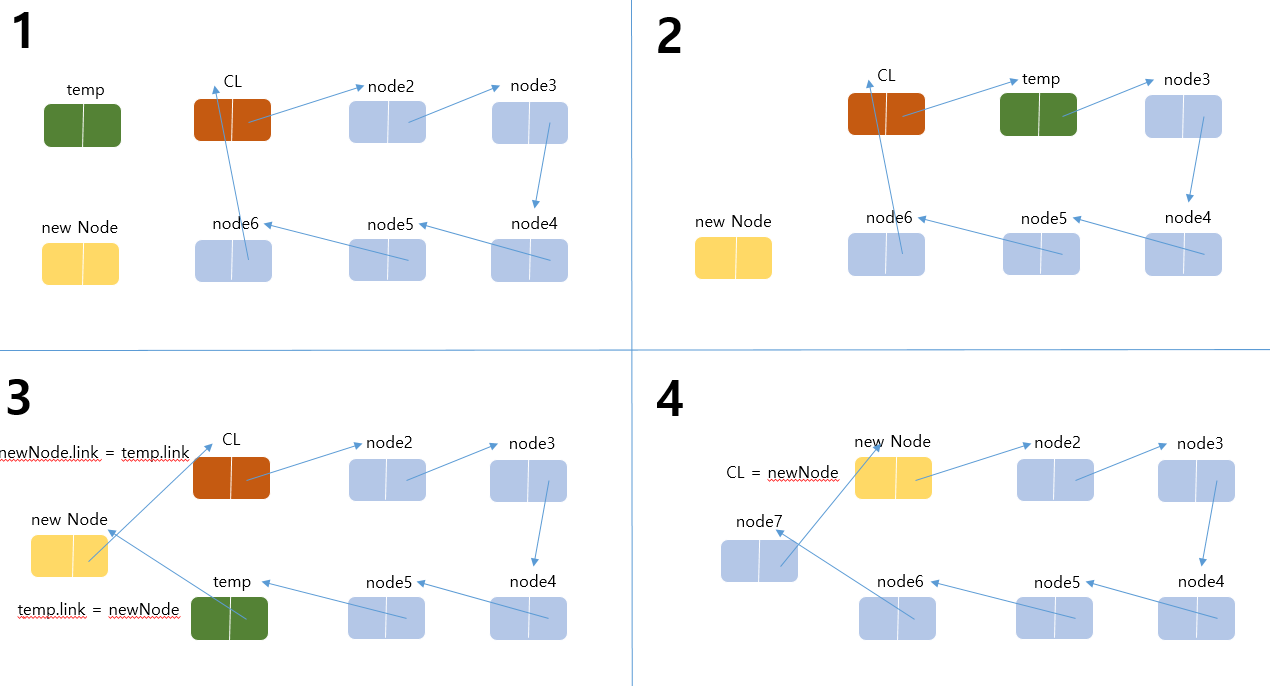 1
temp
CL
node2
node3
new Node
node6
node5
node4
2
CL
temp
node3
new Node
node6
node5
node4
3
newNode.link = temp.link
CL
node2
node3
new Node
temp
node5
node4
temp.link = newNode
4
new Node
node2
node3
CL = newNode
node7
node6
node5
node4